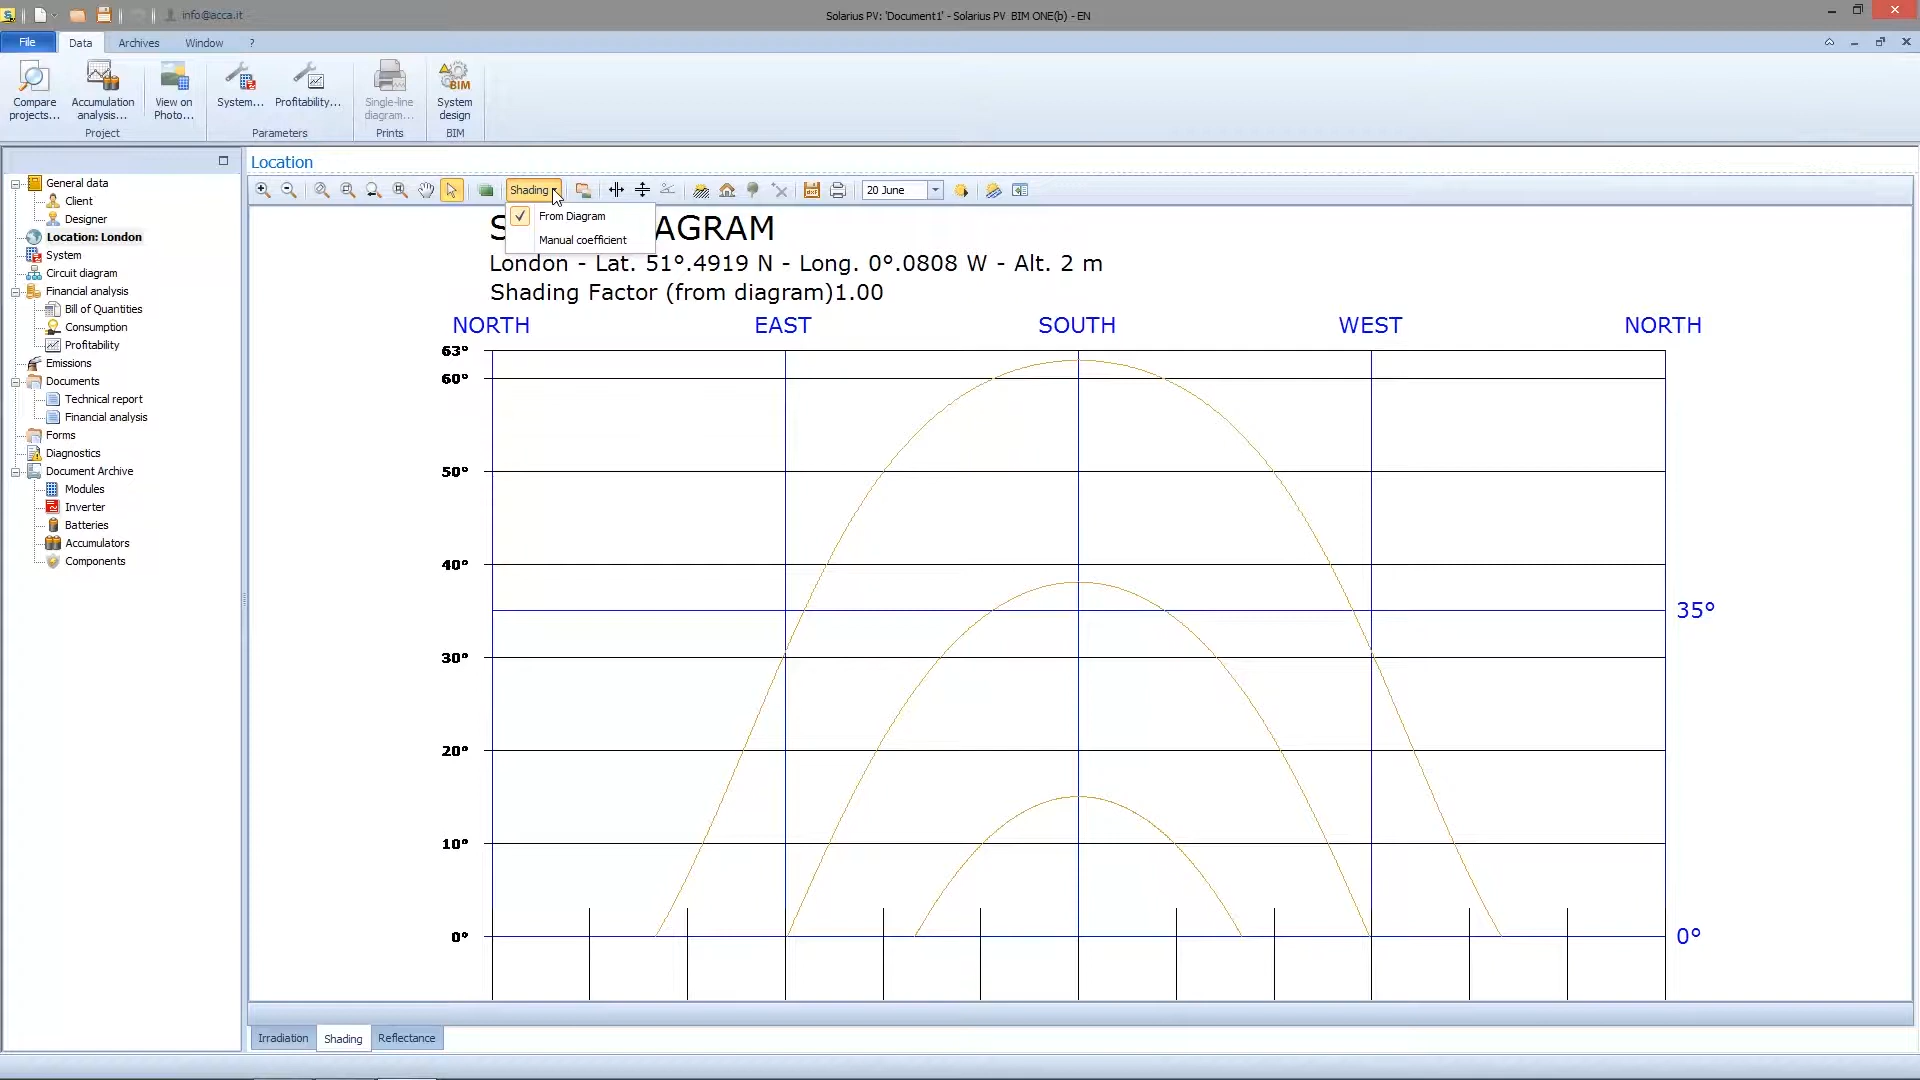 info@acca.it
Solarius PV: 'Document1' - Solarius PV BIM ONE(b) - EN
File Data Archives Window ?
Compare projects...
Accumulation analysis...
View on Photo...
System...
Profitability...
Single-line diagram...
System design
Project Parameters Prints BIM
General data
Client
Designer
Location: London
System
Circuit diagram
Financial analysis
Bill of Quantities
Consumption
Profitability
Emissions
Documents
Technical report
Financial analysis
Forms
Diagnostics
Document Archive
Modules
Inverter
Batteries
Accumulators
Components
Location
Shading
20 June
From Diagram
Manual coefficient
S AGRAM
London - Lat. 51°.4919 N - Long. 0°.0808 W - Alt. 2 m
Shading Factor (from diagram)1.00
NORTH EAST SOUTH WEST NORTH
63°
60°
50°
40°
35°
30°
20°
10°
0° 0°
Irradiation Shading Reflectance